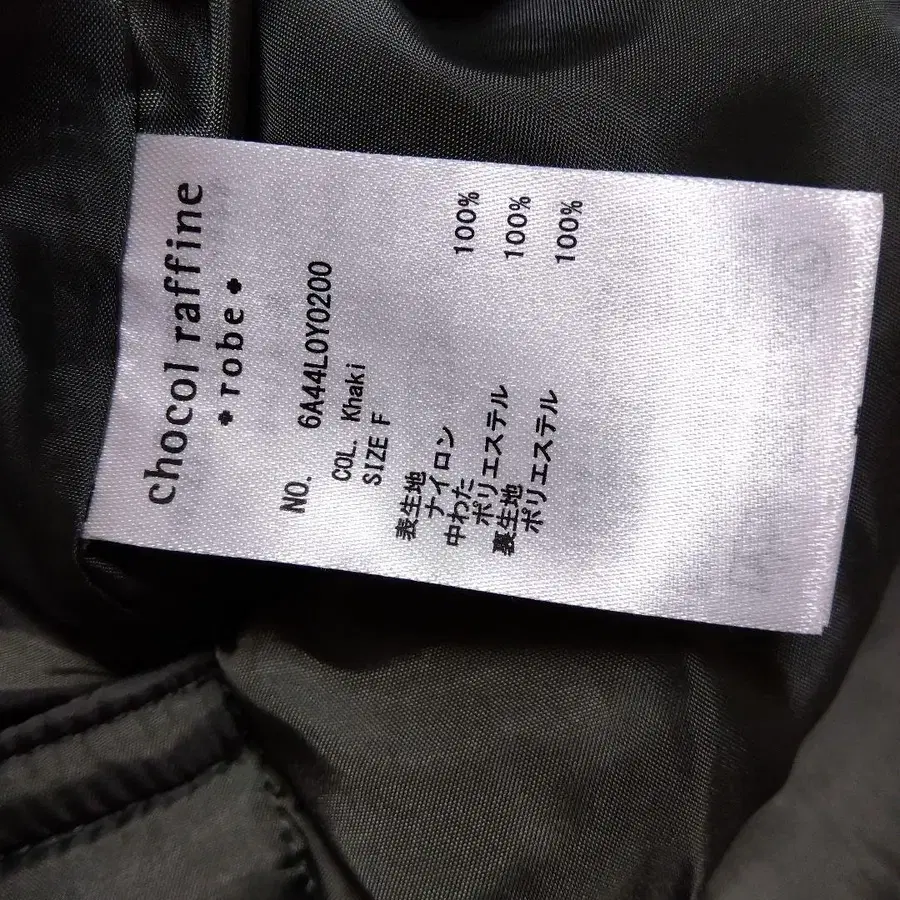 chocol raffine
robe
NO. 6A44L0Y0200
COL. Khaki
SIZE F
表生地
ナイロン 100%
中わた
ポリエステル 100%
裏生地
ポリエステル 100%